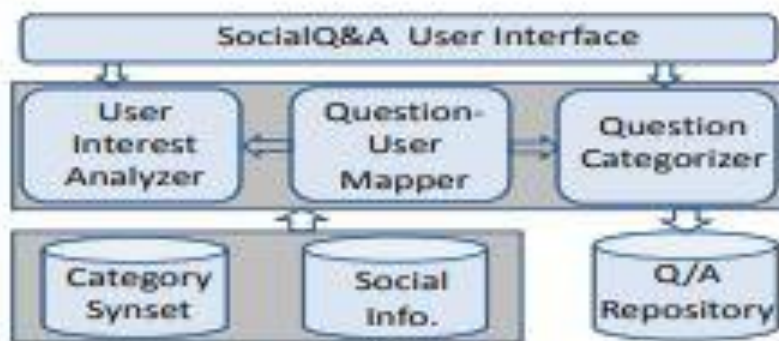 SocialQ&A User Interface
User
Interest
Analyzer
Question-
User
Mapper
Question
Categorizer
Category
Synset
Social
Info.
Q/A
Repository